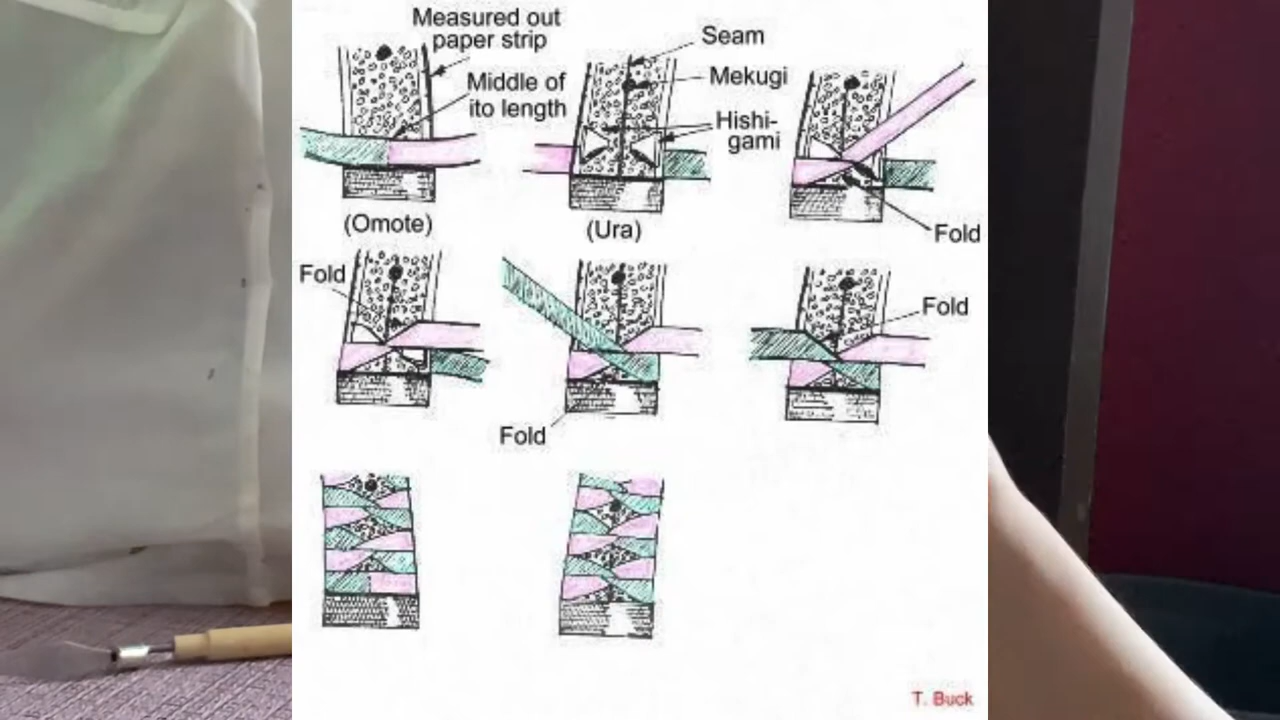 Measured out
paper strip
Middle of
ito length
(Omote)
Seam
Mekugi
Hishi-
gami
(Ura)
Fold
Fold
Fold
Fold
T. Buck